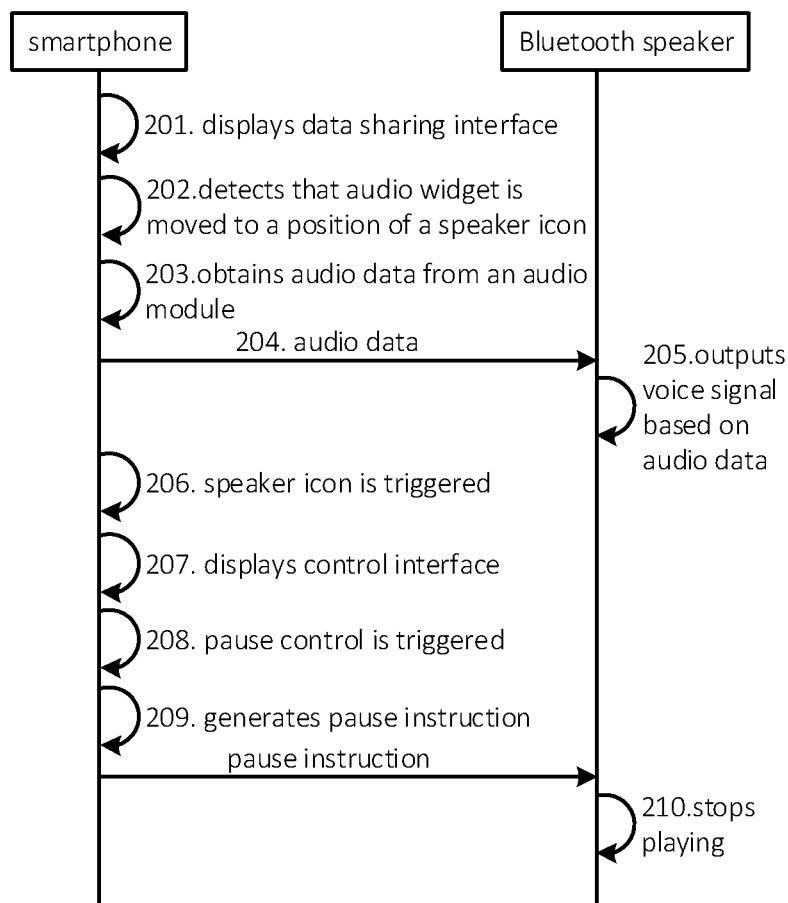 smartphone
Bluetooth speaker
201. displays data sharing interface
202.detects that audio widget is
moved to a position of a speaker icon
203.obtains audio data from an audio
module
204. audio data
205.outputs
voice signal
based on
audio data
206. speaker icon is triggered
207. displays control interface
208. pause control is triggered
209. generates pause instruction
pause instruction
210.stops
playing